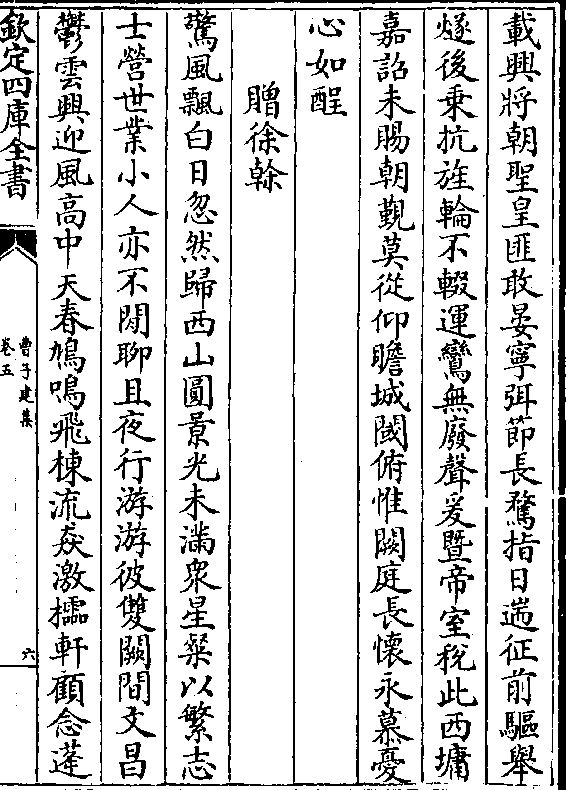 載興將朝聖皇匪敢晏寧弭節長騖指日遄征前驅舉
燧後乗抗旌輪不輟運鸞無廢聲爰暨帝室稅此西墉
嘉詔未賜朝覲莫從仰瞻城閾俯惟闕庭長懷永慕憂
心如酲
贈徐幹
驚風飄白日忽然歸西山圓景光未滿衆星粲以繁志
士營世業小人亦不閒聊且夜行游游彼雙闕間文昌
鬱雲興迎風高中天春鳩鳴飛棟流猋激櫺軒顧念蓬
欽定四庫全書
曹子建集
卷五
六